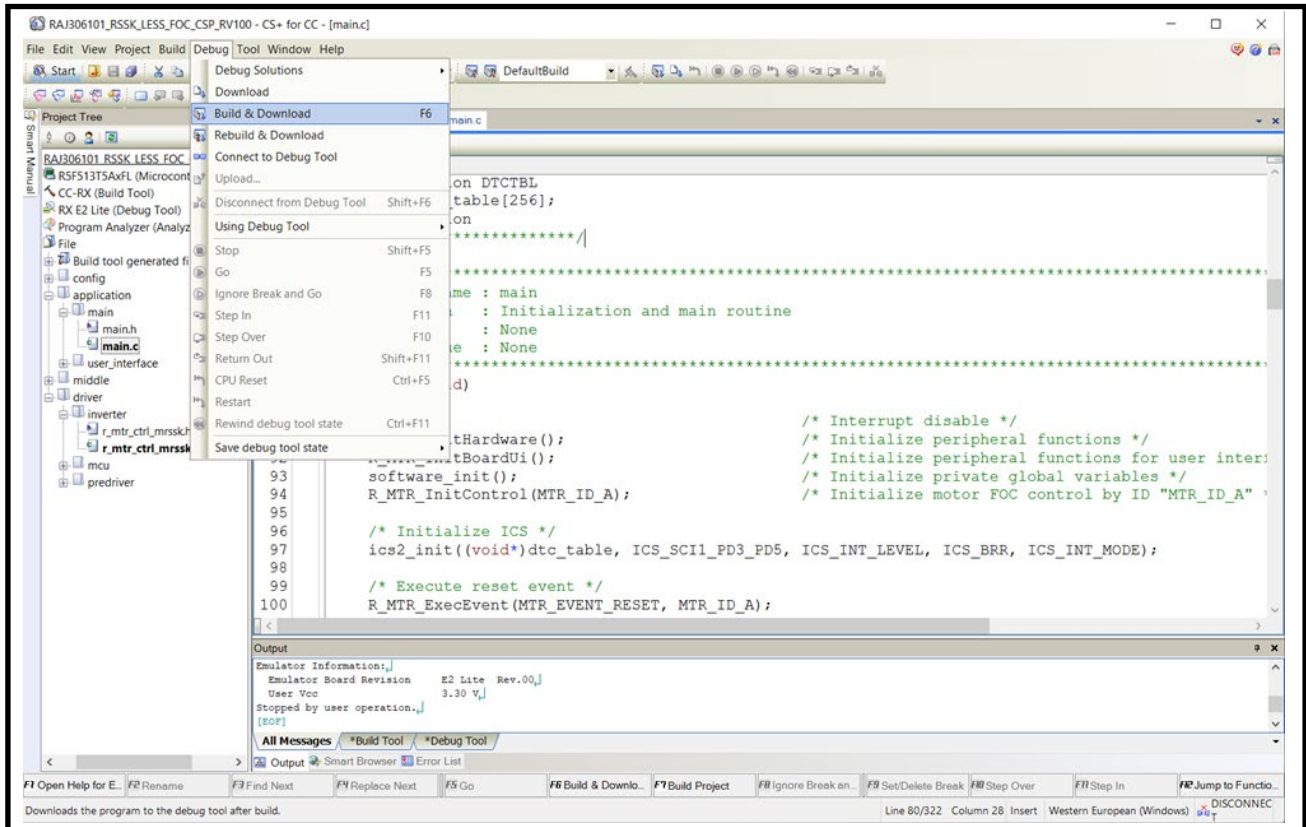 RAJ306101_RSSK_LESS_FOC_CSP_RV100 - CS+ for CC - [main.c]
File Edit View Project Build Debug Tool Window Help
Start
DefaultBuild
Debug Solutions
Download
Build & Download F6
Rebuild & Download
Connect to Debug Tool
Upload...
Disconnect from Debug Tool Shift+F6
Using Debug Tool
Stop Shift+F5
Go F5
Ignore Break and Go F8
Step In F11
Step Over F10
Return Out Shift+F11
CPU Reset Ctrl+F5
Restart
Rewind debug tool state Ctrl+F11
Save debug tool state
Smart Manual
Project Tree
RAJ306101_RSSK_LESS_FOC_
R5F513T5AxFL (Microcont
CC-RX (Build Tool)
RX E2 Lite (Debug Tool)
Program Analyzer (Analyz
File
Build tool generated fi
config
application
main
main.h
main.c
user_interface
middle
driver
inverter
r_mtr_ctrl_mrssk.h
r_mtr_ctrl_mrssk
mcu
predriver
main.c
on DTCTBL
_table[256];
on
*************/
me : main
: Initialization and main routine
: None
e : None
d)
/* Interrupt disable */
tHardware(); /* Initialize peripheral functions */
itBoardUi(); /* Initialize peripheral functions for user inter
93 software_init(); /* Initialize private global variables */
94 R_MTR_InitControl(MTR_ID_A); /* Initialize motor FOC control by ID "MTR_ID_A" *
95
96 /* Initialize ICS */
97 ics2_init((void*)dtc_table, ICS_SCI1_PD3_PD5, ICS_INT_LEVEL, ICS_BRR, ICS_INT_MODE);
98
99 /* Execute reset event */
100 R_MTR_ExecEvent(MTR_EVENT_RESET, MTR_ID_A);
Output
Emulator Information:
Emulator Board Revision E2 Lite Rev.00
User Vcc 3.30 V
Stopped by user operation.
[EOF]
All Messages *Build Tool *Debug Tool
Output Smart Browser Error List
F1 Open Help for E... F2 Rename F3 Find Next F4 Replace Next F5 Go F6 Build & Downlo... F7 Build Project F8 Ignore Break an... F9 Set/Delete Break F10 Step Over F11 Step In F12 Jump to Functio...
Downloads the program to the debug tool after build. Line 80/322 Column 28 Insert Western European (Windows) DISCONNECT